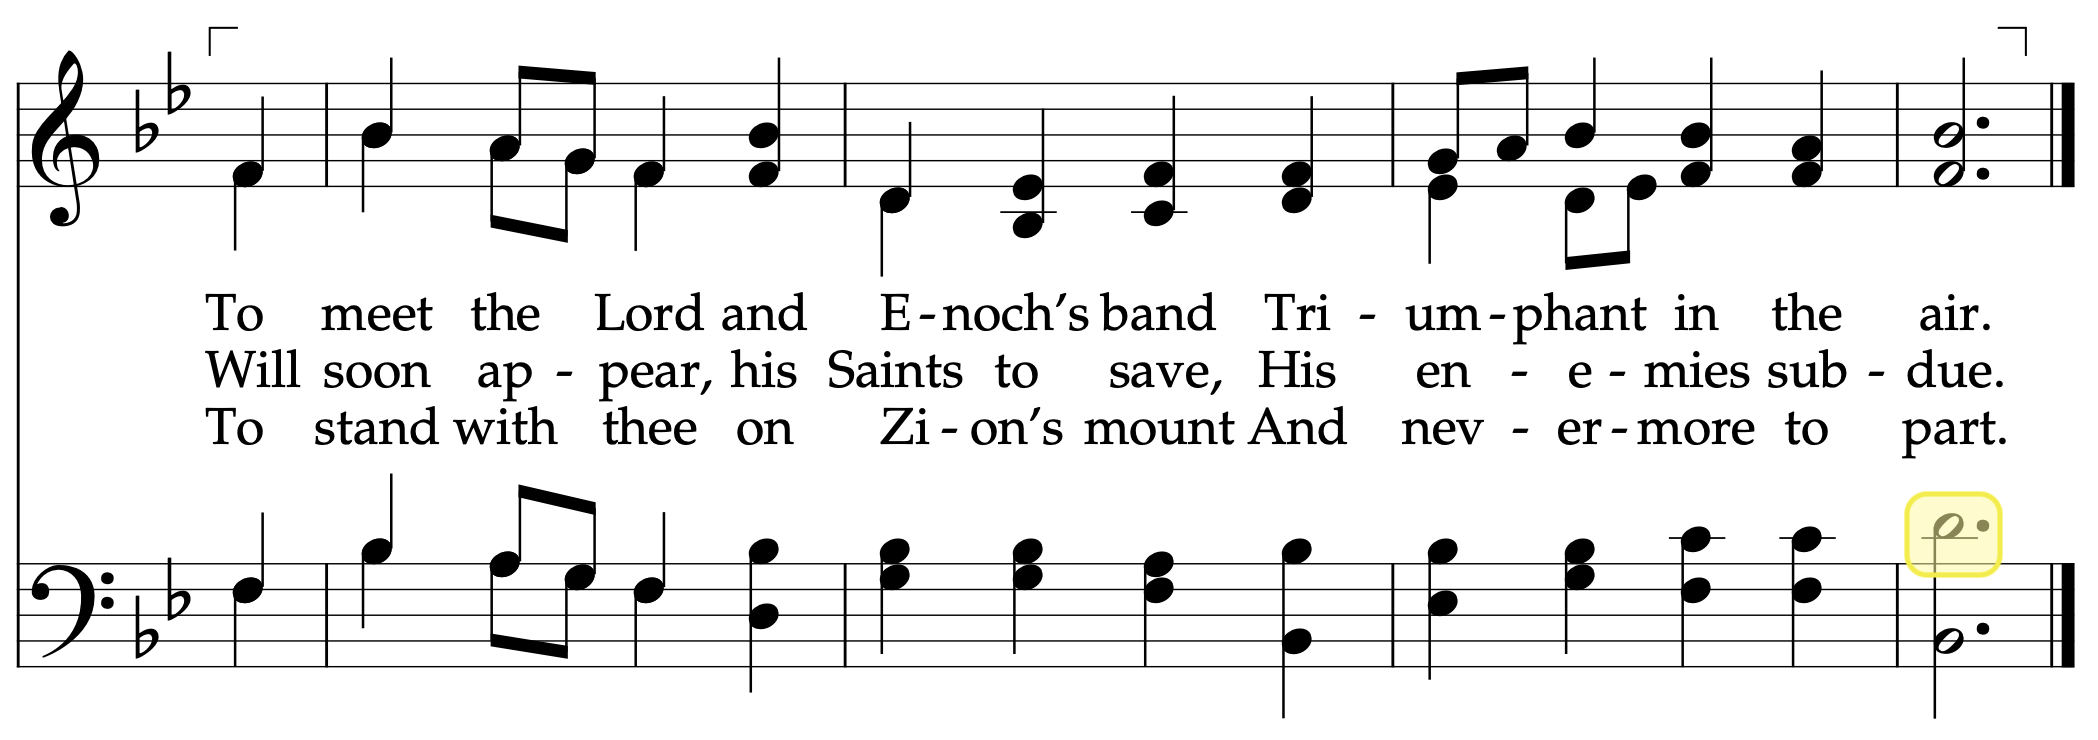 To meet the Lord and E-noch’s band Tri - um-phant in the air.
Will soon ap - pear, his Saints to save, His en - e - mies sub - due.
To stand with thee on Zi - on’s mount And nev - er-more to part.